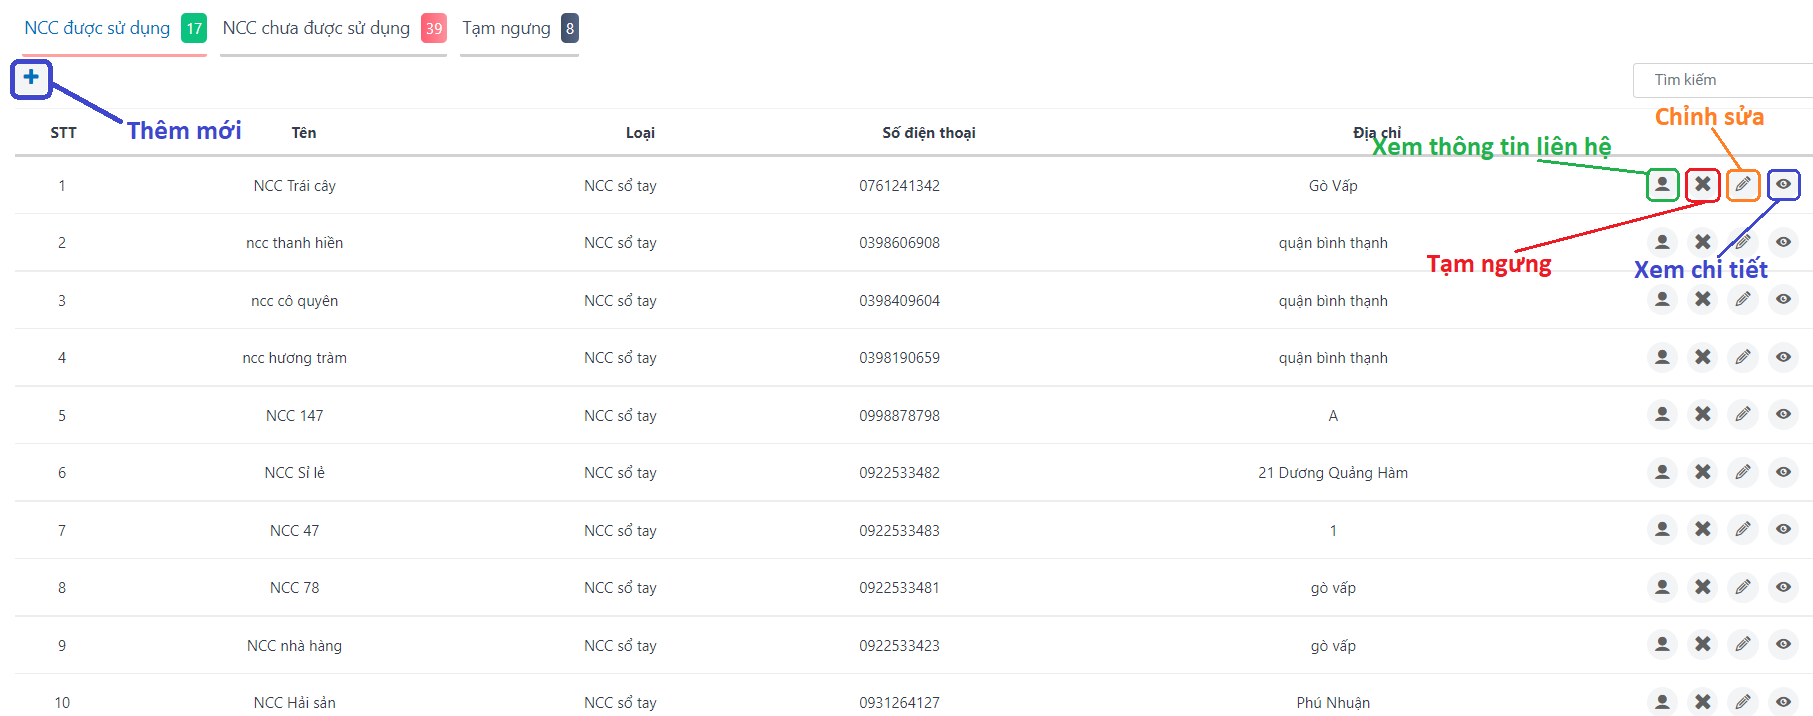 NCC được sử dụng 17 NCC chưa được sử dụng 39 Tạm ngưng 8
Tìm kiếm
Thêm mới
Chỉnh sửa
STT Tên Loại Số điện thoại Địa chỉ
Xem thông tin liên hệ
1 NCC Trái cây NCC sổ tay 0761241342 Gò Vấp
2 ncc thanh hiền NCC sổ tay 0398606908 quận bình thạnh
Tạm ngưng
Xem chi tiết
3 ncc cô quyên NCC sổ tay 0398409604 quận bình thạnh
4 ncc hương tràm NCC sổ tay 0398190659 quận bình thạnh
5 NCC 147 NCC sổ tay 0998878798 A
6 NCC Sỉ lẻ NCC sổ tay 0922533482 21 Dương Quảng Hàm
7 NCC 47 NCC sổ tay 0922533483 1
8 NCC 78 NCC sổ tay 0922533481 gò vấp
9 NCC nhà hàng NCC sổ tay 0922533423 gò vấp
10 NCC Hải sản NCC sổ tay 0931264127 Phú Nhuận